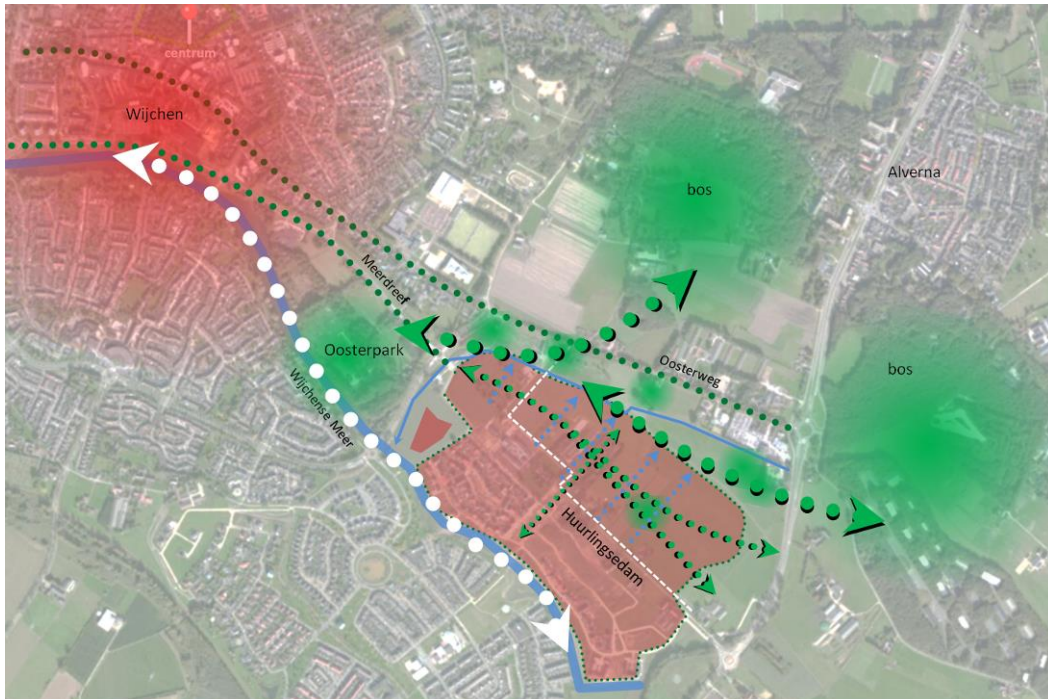 centrum
Wijchen
bos
Alverna
Meerdreef
Oosterpark
Oosterweg
bos
Wijchense Meer
Huurlingsedam